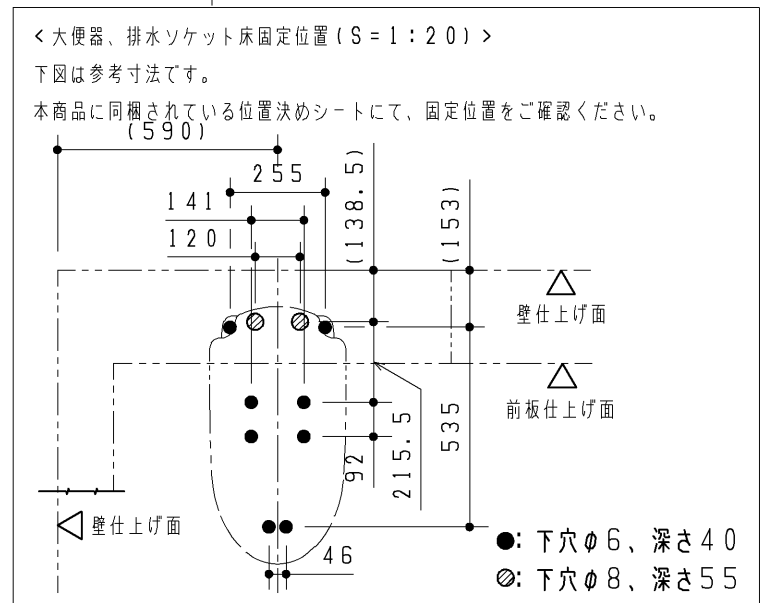 <大便器、排水ソケット床固定位置(S=1:20)>
下図は参考寸法です。
本商品に同梱されている位置決めシートにて、固定位置をご確認ください。
(590)
255
141
120
(138.5)
(153)
壁仕上げ面
前板仕上げ面
92
215.5
535
壁仕上げ面
46
●: 下穴φ6、深さ40
: 下穴φ8、深さ55